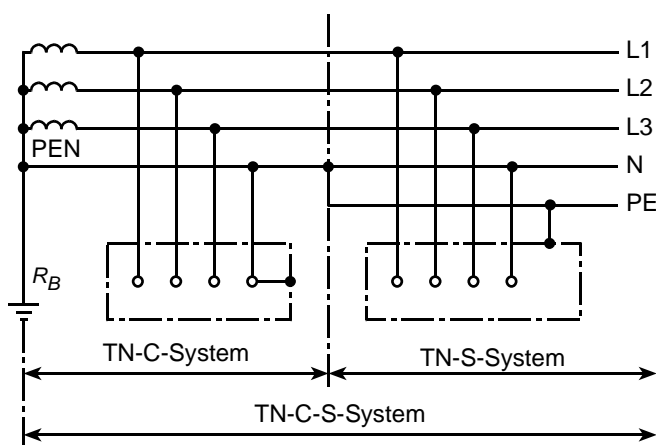 L1
L2
L3
PEN
N
PE
R_B
TN-C-System
TN-S-System
TN-C-S-System